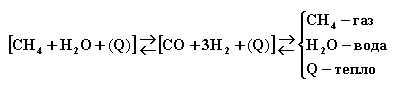 [CH₄ + H₂O + (Q)] ⇄ [CO + 3H₂ + (Q)] ⇄ { CH₄ – газ
H₂O – вода
Q – тепло